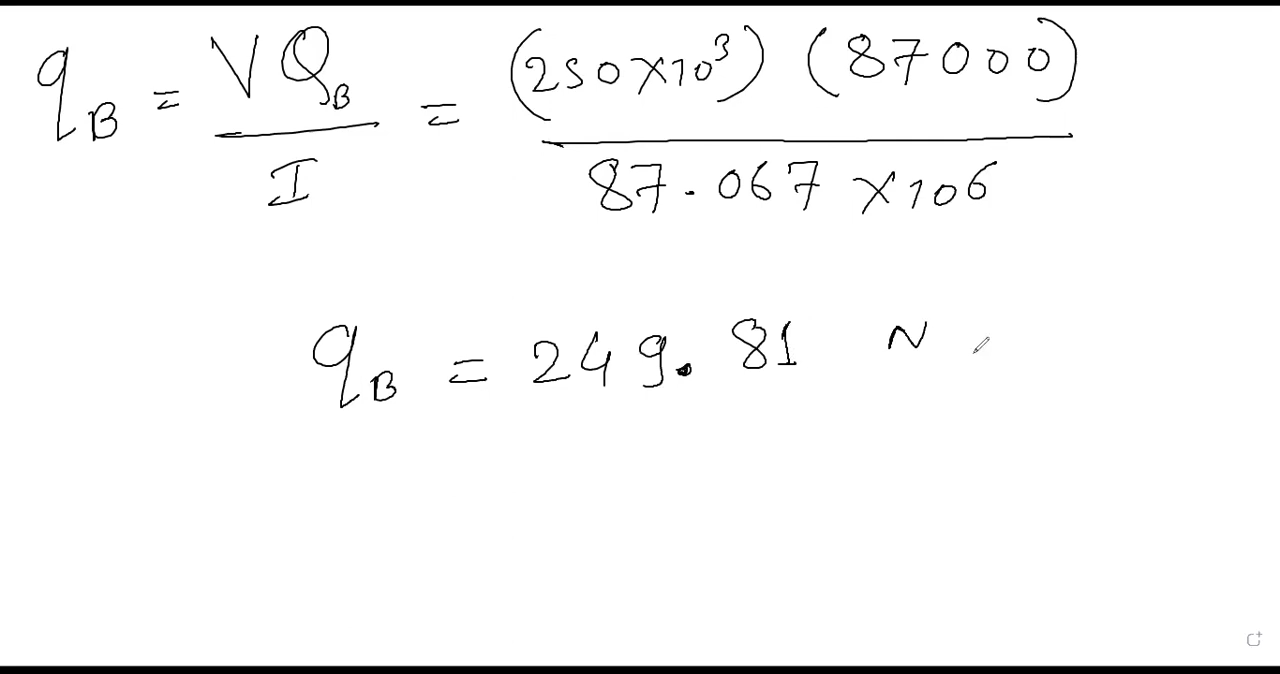 q_B = VQ_B / I = (250×10³)(87000) / 87.067×10⁶
q_B = 249.81 N